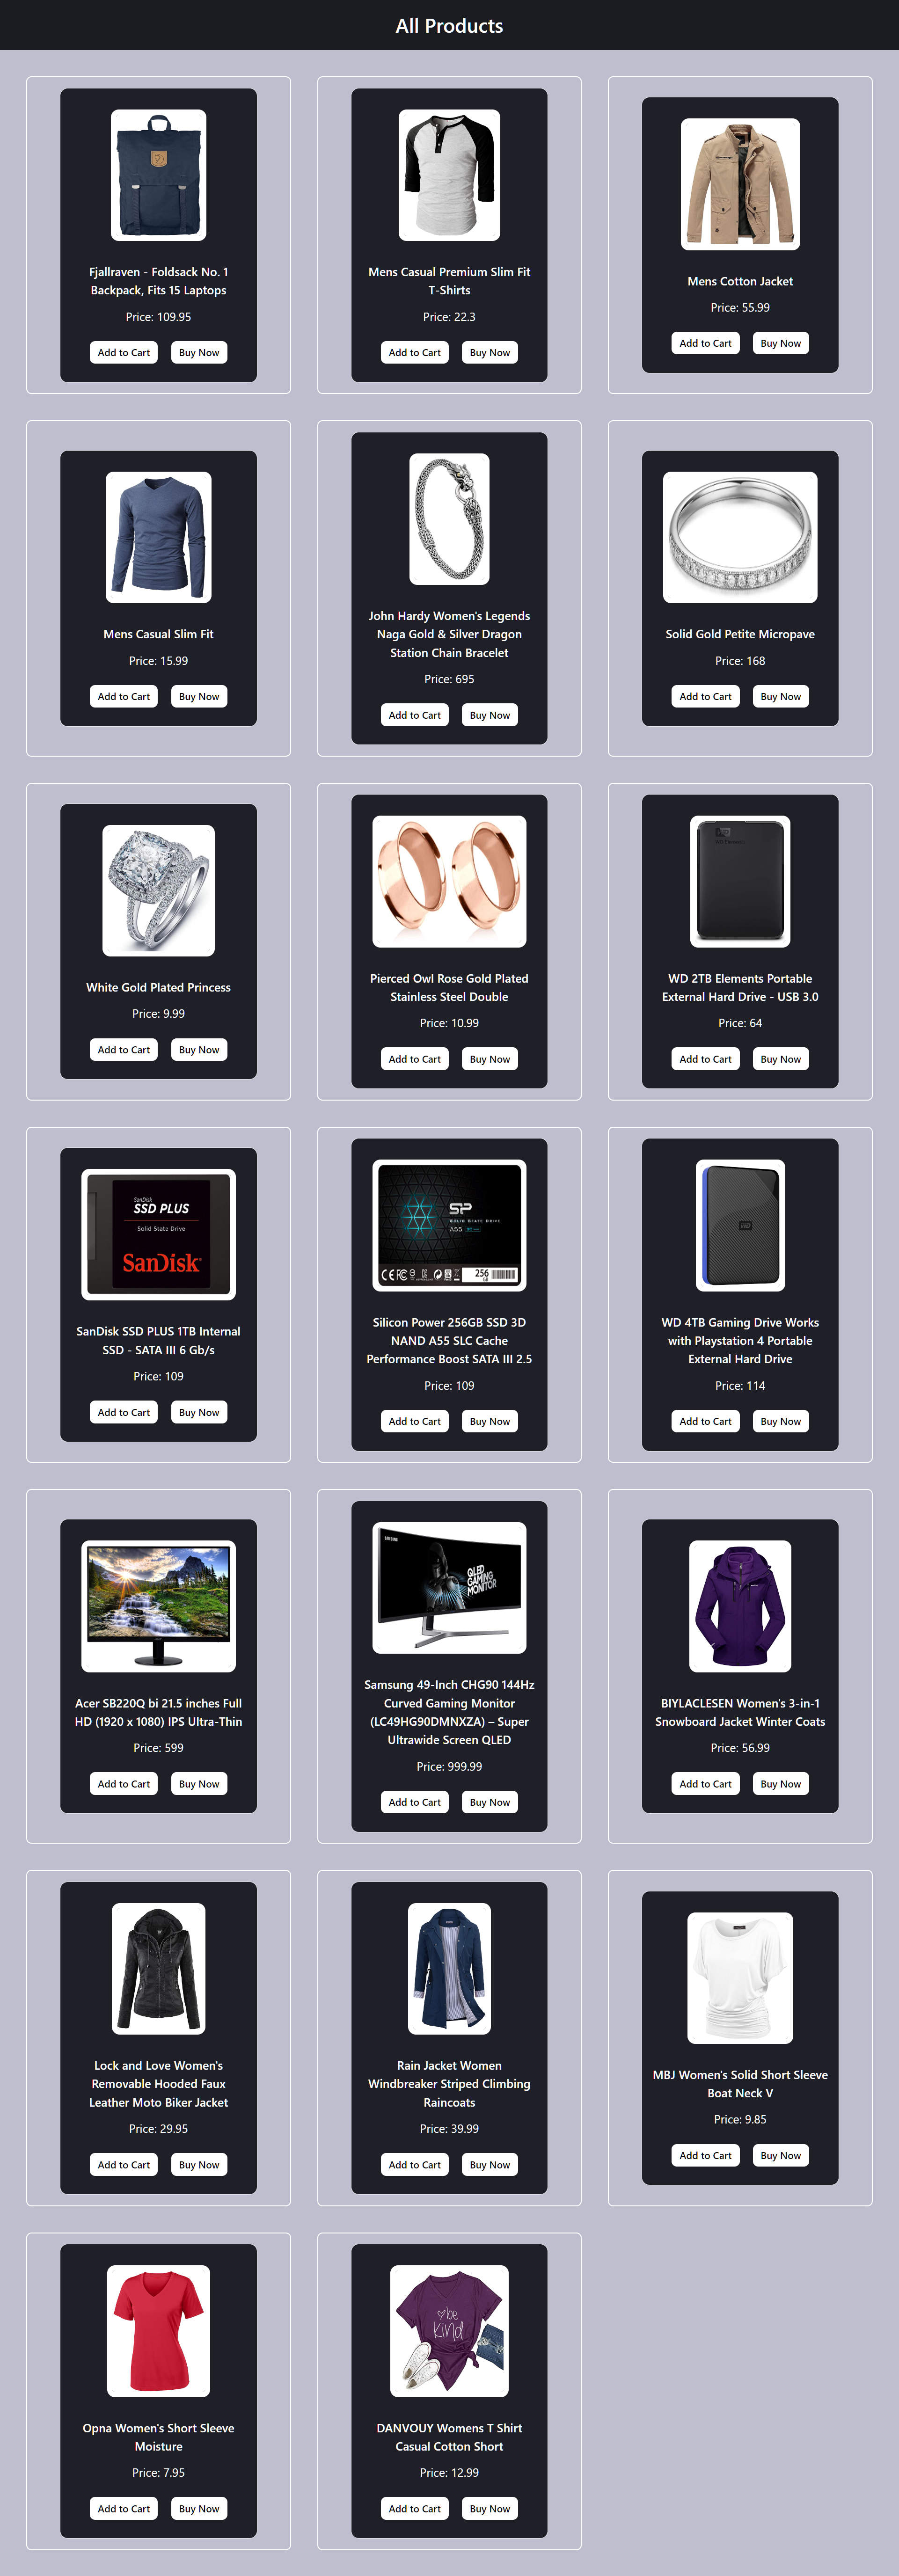 All Products
Fjallraven - Foldsack No. 1
Backpack, Fits 15 Laptops
Price: 109.95
Add to Cart
Buy Now
Mens Casual Premium Slim Fit
T-Shirts
Price: 22.3
Add to Cart
Buy Now
Mens Cotton Jacket
Price: 55.99
Add to Cart
Buy Now
Mens Casual Slim Fit
Price: 15.99
Add to Cart
Buy Now
John Hardy Women's Legends
Naga Gold & Silver Dragon
Station Chain Bracelet
Price: 695
Add to Cart
Buy Now
Solid Gold Petite Micropave
Price: 168
Add to Cart
Buy Now
White Gold Plated Princess
Price: 9.99
Add to Cart
Buy Now
Pierced Owl Rose Gold Plated
Stainless Steel Double
Price: 10.99
Add to Cart
Buy Now
WD 2TB Elements Portable
External Hard Drive - USB 3.0
Price: 64
Add to Cart
Buy Now
SanDisk
SSD PLUS
Solid State Drive
SanDisk
SanDisk SSD PLUS 1TB Internal
SSD - SATA III 6 Gb/s
Price: 109
Add to Cart
Buy Now
SP
SOLID STATE DRIVE
A55
256
GB
Silicon Power 256GB SSD 3D
NAND A55 SLC Cache
Performance Boost SATA III 2.5
Price: 109
Add to Cart
Buy Now
WD
WD 4TB Gaming Drive Works
with Playstation 4 Portable
External Hard Drive
Price: 114
Add to Cart
Buy Now
Acer SB220Q bi 21.5 inches Full
HD (1920 x 1080) IPS Ultra-Thin
Price: 599
Add to Cart
Buy Now
SAMSUNG
QLED
GAMING
MONITOR
Samsung 49-Inch CHG90 144Hz
Curved Gaming Monitor
(LC49HG90DMNXZA) – Super
Ultrawide Screen QLED
Price: 999.99
Add to Cart
Buy Now
BIYLACLESEN Women's 3-in-1
Snowboard Jacket Winter Coats
Price: 56.99
Add to Cart
Buy Now
Lock and Love Women's
Removable Hooded Faux
Leather Moto Biker Jacket
Price: 29.95
Add to Cart
Buy Now
Rain Jacket Women
Windbreaker Striped Climbing
Raincoats
Price: 39.99
Add to Cart
Buy Now
MBJ Women's Solid Short Sleeve
Boat Neck V
Price: 9.85
Add to Cart
Buy Now
Opna Women's Short Sleeve
Moisture
Price: 7.95
Add to Cart
Buy Now
be
kind
DANVOUY Womens T Shirt
Casual Cotton Short
Price: 12.99
Add to Cart
Buy Now